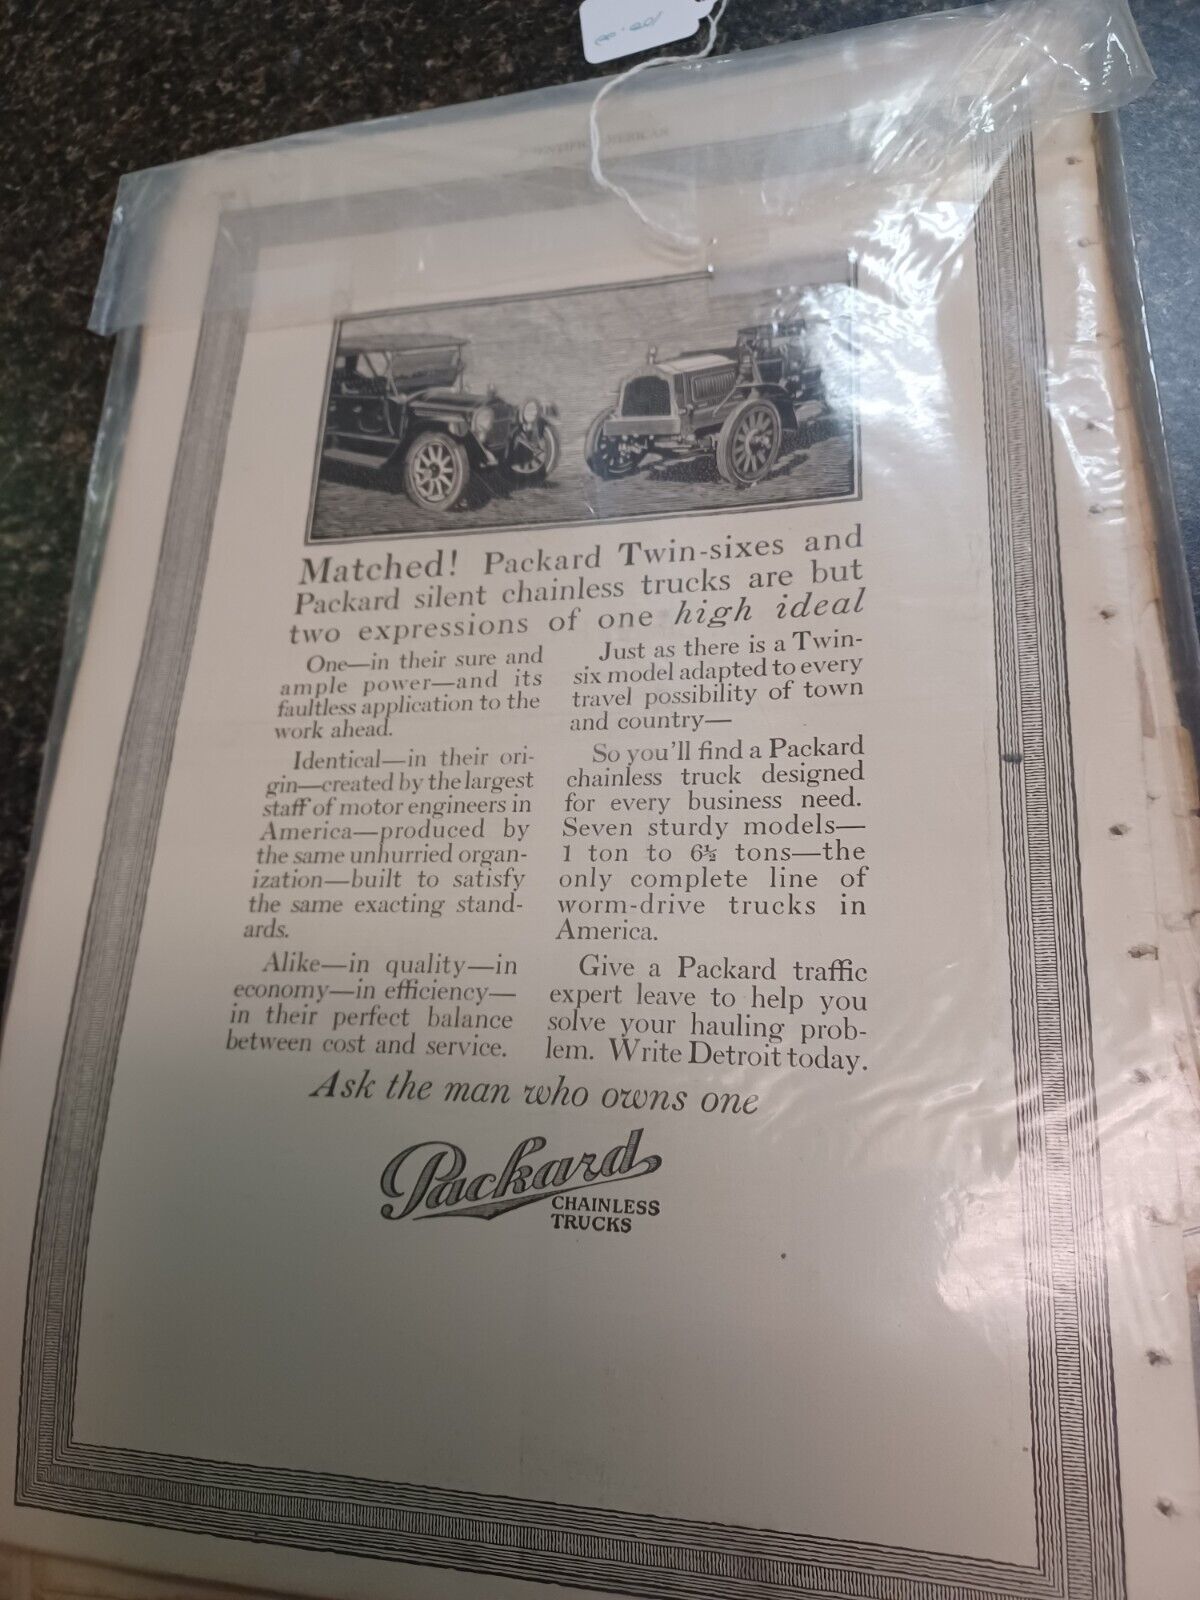 SCIENTIFIC AMERICAN
Matched! Packard Twin-sixes and
Packard silent chainless trucks are but
two expressions of one high ideal
One—in their sure and
ample power—and its
faultless application to the
work ahead.
Identical—in their ori-
gin—created by the largest
staff of motor engineers in
America—produced by
the same unhurried organ-
ization—built to satisfy
the same exacting stand-
ards.
Alike—in quality—in
economy—in efficiency—
in their perfect balance
between cost and service.
Just as there is a Twin-
six model adapted to every
travel possibility of town
and country—
So you'll find a Packard
chainless truck designed
for every business need.
Seven sturdy models—
1 ton to 6½ tons—the
only complete line of
worm-drive trucks in
America.
Give a Packard traffic
expert leave to help you
solve your hauling prob-
lem. Write Detroit today.
Ask the man who owns one
Packard
CHAINLESS
TRUCKS